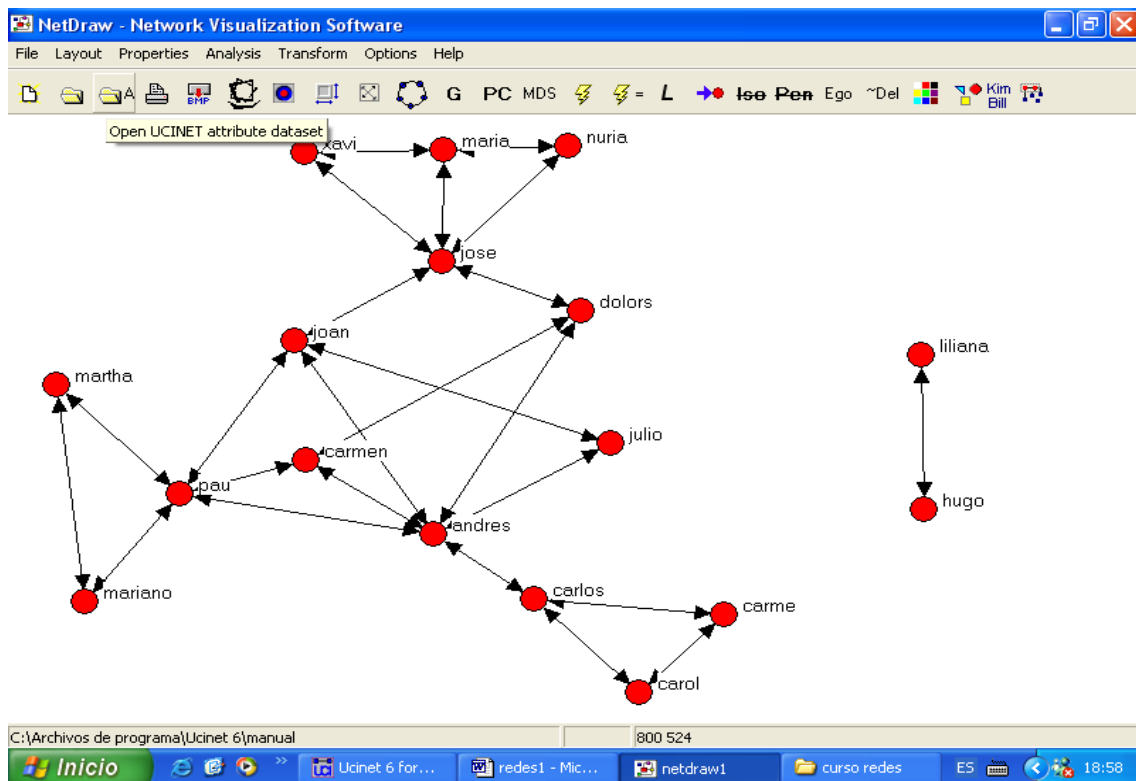 NetDraw - Network Visualization Software
File Layout Properties Analysis Transform Options Help
A BMP G PC MDS = L Iso Pen Ego ~Del Kim Bill
Open UCINET attribute dataset
xavi
maria
nuria
jose
dolors
joan
liliana
martha
julio
carmen
pau
hugo
andres
mariano
carlos
carme
carol
C:\Archivos de programa\Ucinet 6\manual 800 524
Inicio » Ucinet 6 for... redes1 - Mic... netdraw1 curso redes ES 18:58